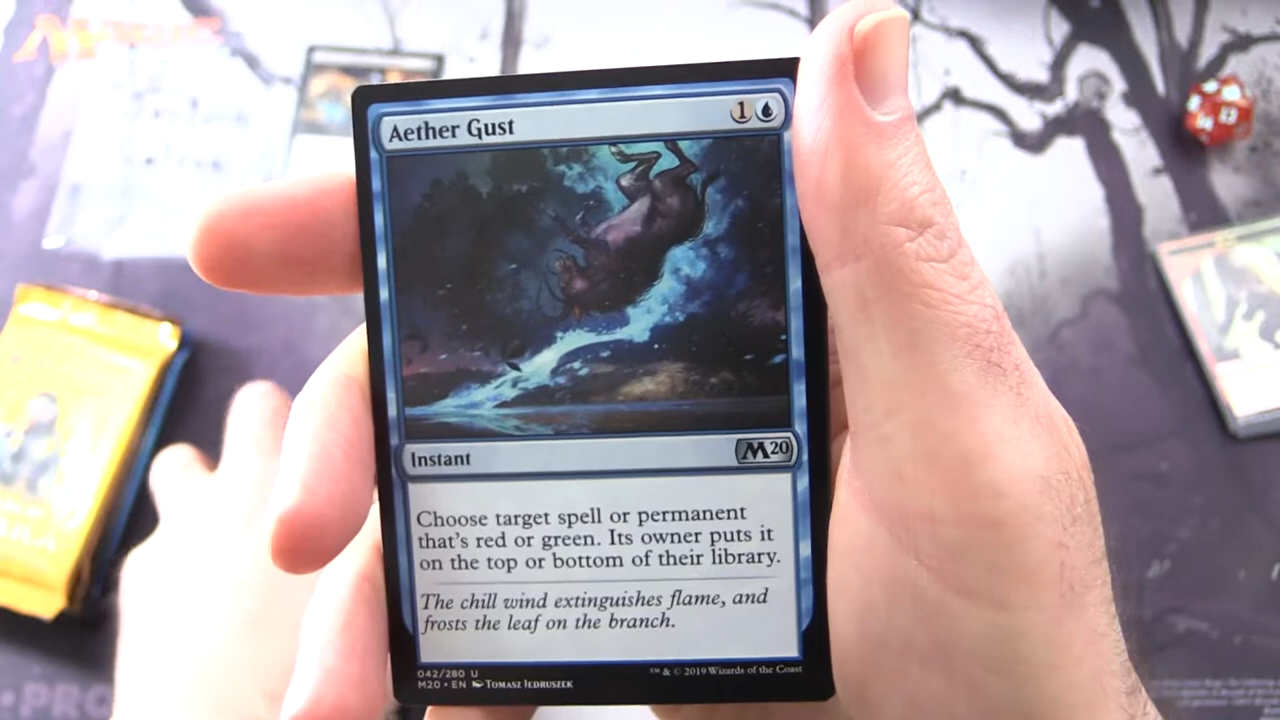 Aether Gust
1
Instant
M20
Choose target spell or permanent
that's red or green. Its owner puts it
on the top or bottom of their library.
The chill wind extinguishes flame, and
frosts the leaf on the branch.
042/280 U
M20 • EN TOMASZ JEDRUSZEK
™ & © 2019 Wizards of the Coast